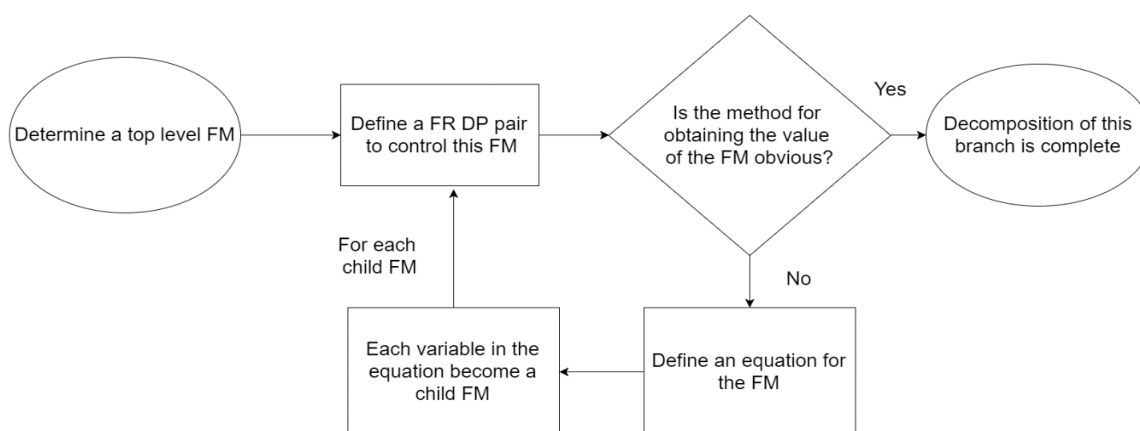 Determine a top level FM
Define a FR DP pair
to control this FM
Is the method for
obtaining the value
of the FM obvious?
Yes
Decomposition of this
branch is complete
No
Define an equation for
the FM
Each variable in the
equation become a
child FM
For each
child FM